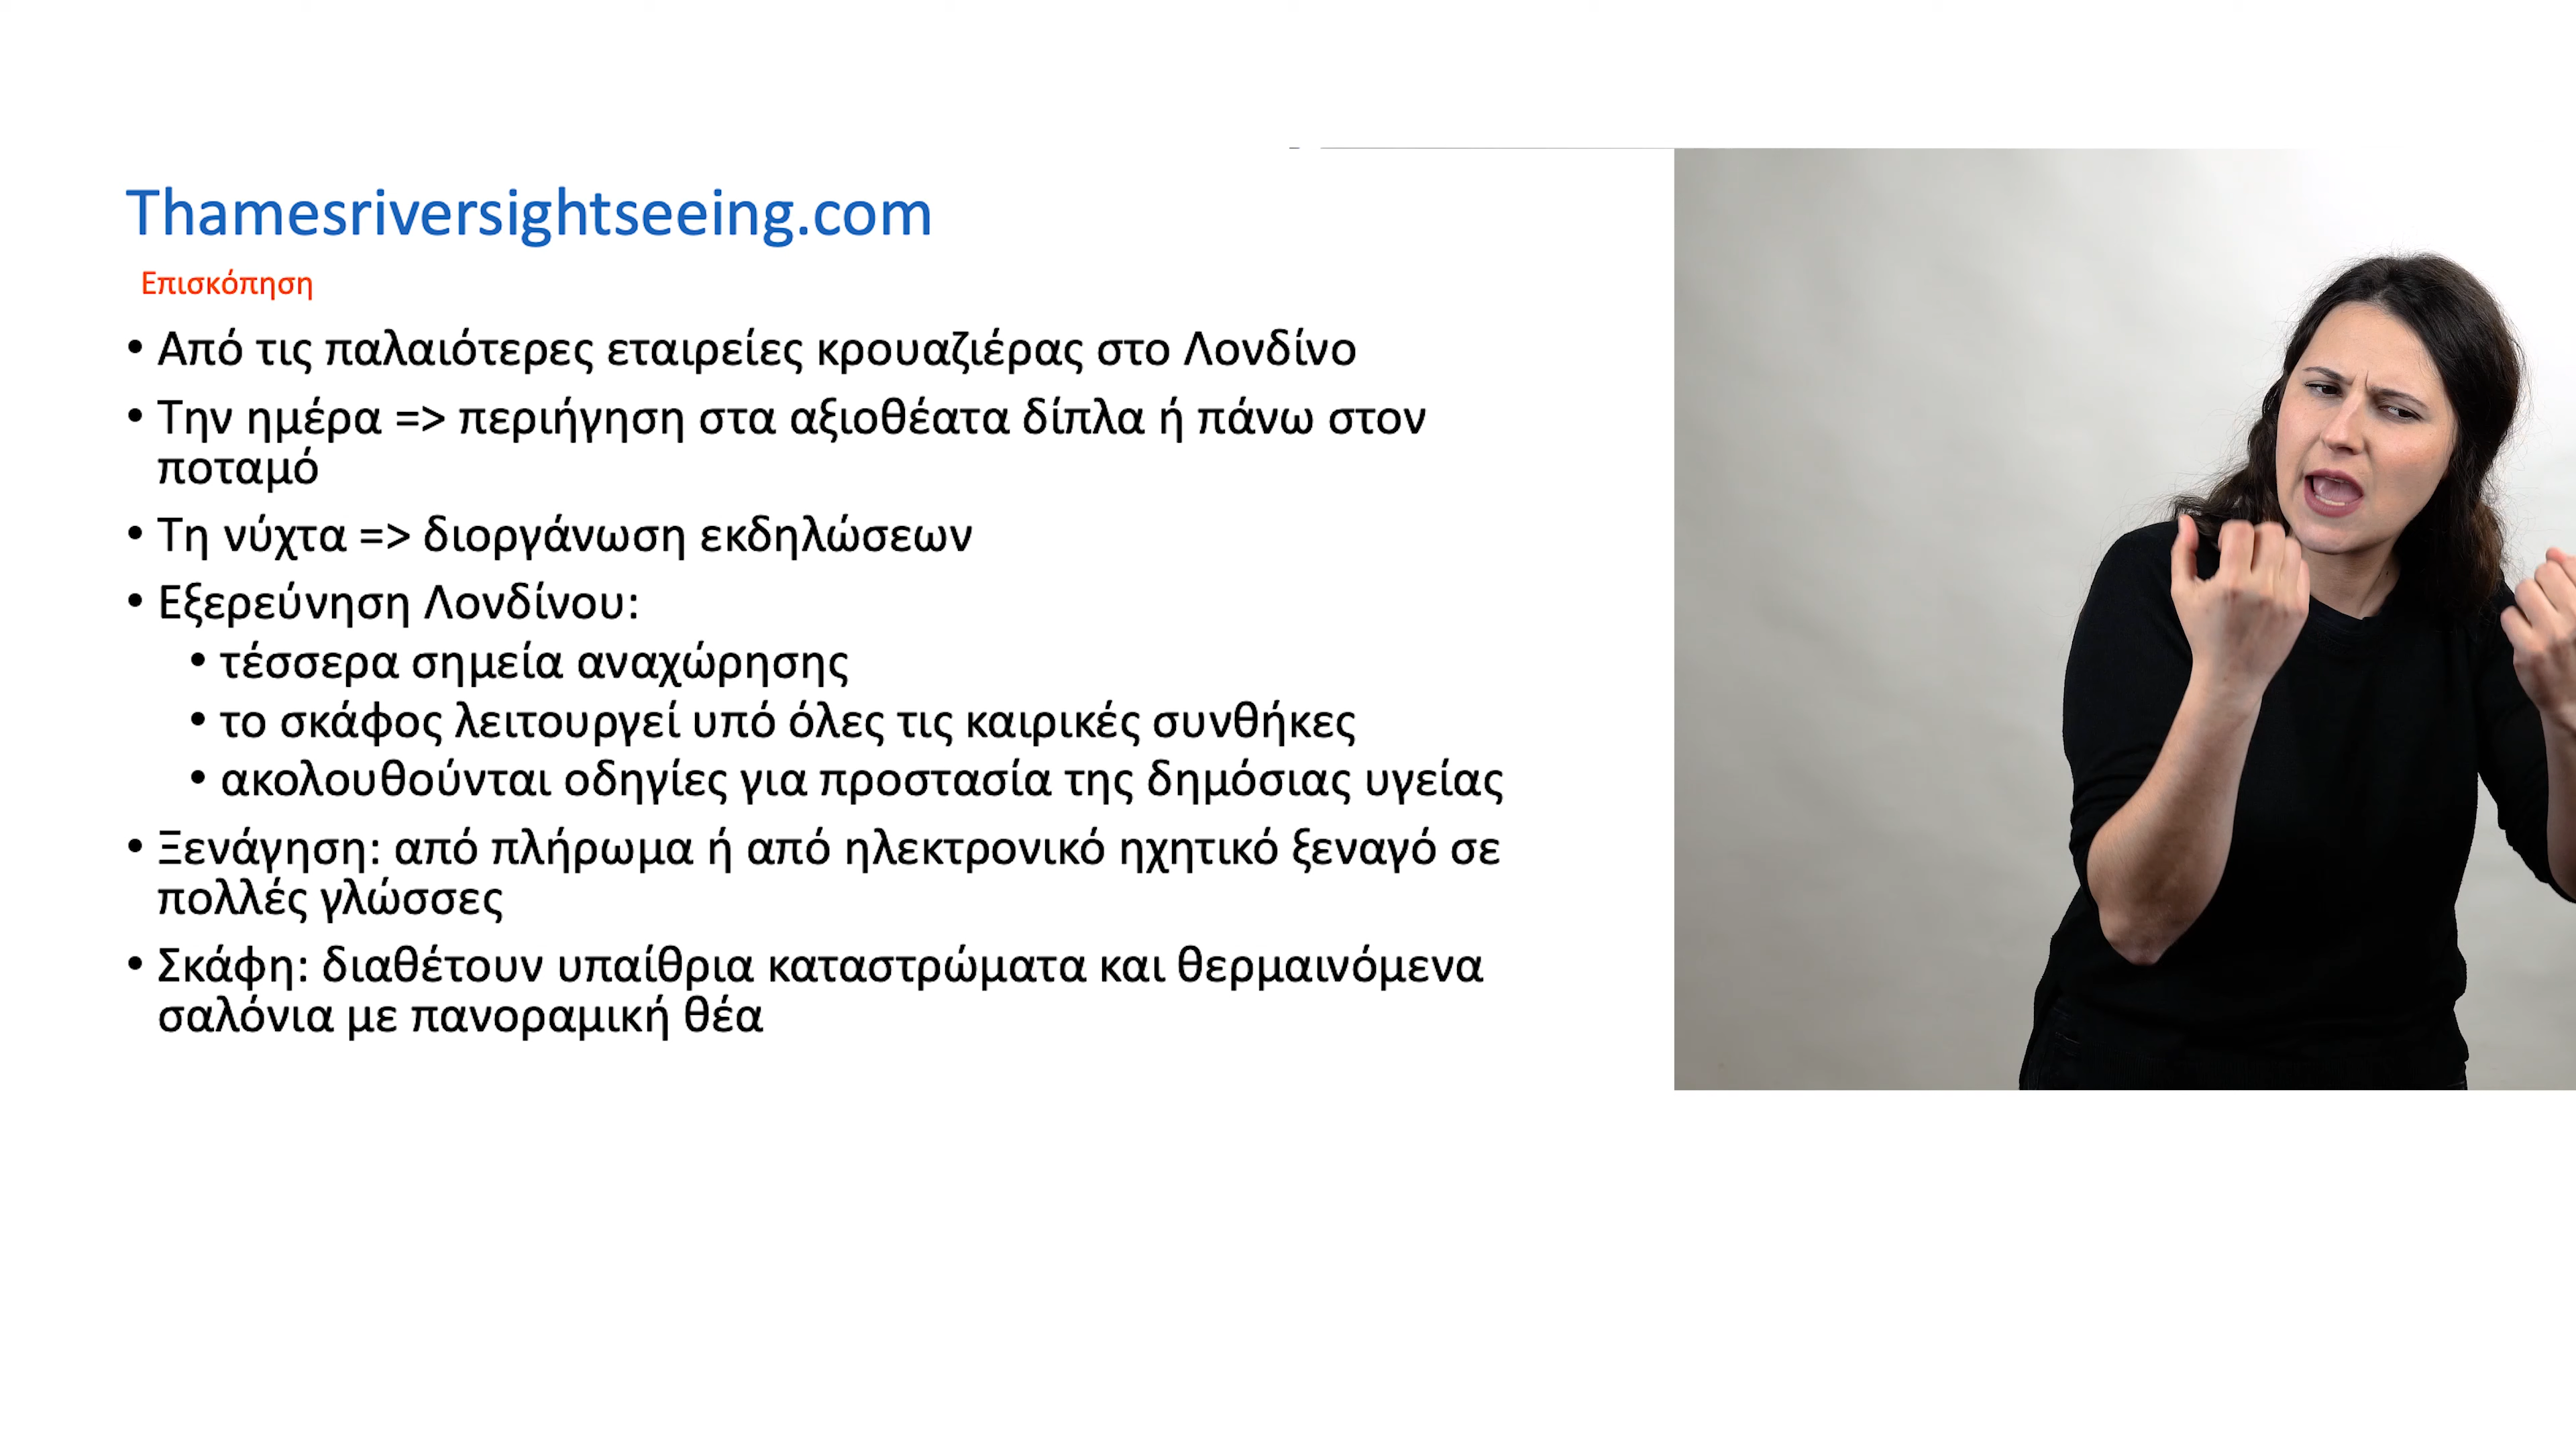 Thamesriversightseeing.com
Επισκόπηση
• Από τις παλαιότερες εταιρείες κρουαζιέρας στο Λονδίνο
• Την ημέρα => περιήγηση στα αξιοθέατα δίπλα ή πάνω στον
ποταμό
• Τη νύχτα => διοργάνωση εκδηλώσεων
• Εξερεύνηση Λονδίνου:
• τέσσερα σημεία αναχώρησης
• το σκάφος λειτουργεί υπό όλες τις καιρικές συνθήκες
• ακολουθούνται οδηγίες για προστασία της δημόσιας υγείας
• Ξενάγηση: από πλήρωμα ή από ηλεκτρονικό ηχητικό ξεναγό σε
πολλές γλώσσες
• Σκάφη: διαθέτουν υπαίθρια καταστρώματα και θερμαινόμενα
σαλόνια με πανοραμική θέα